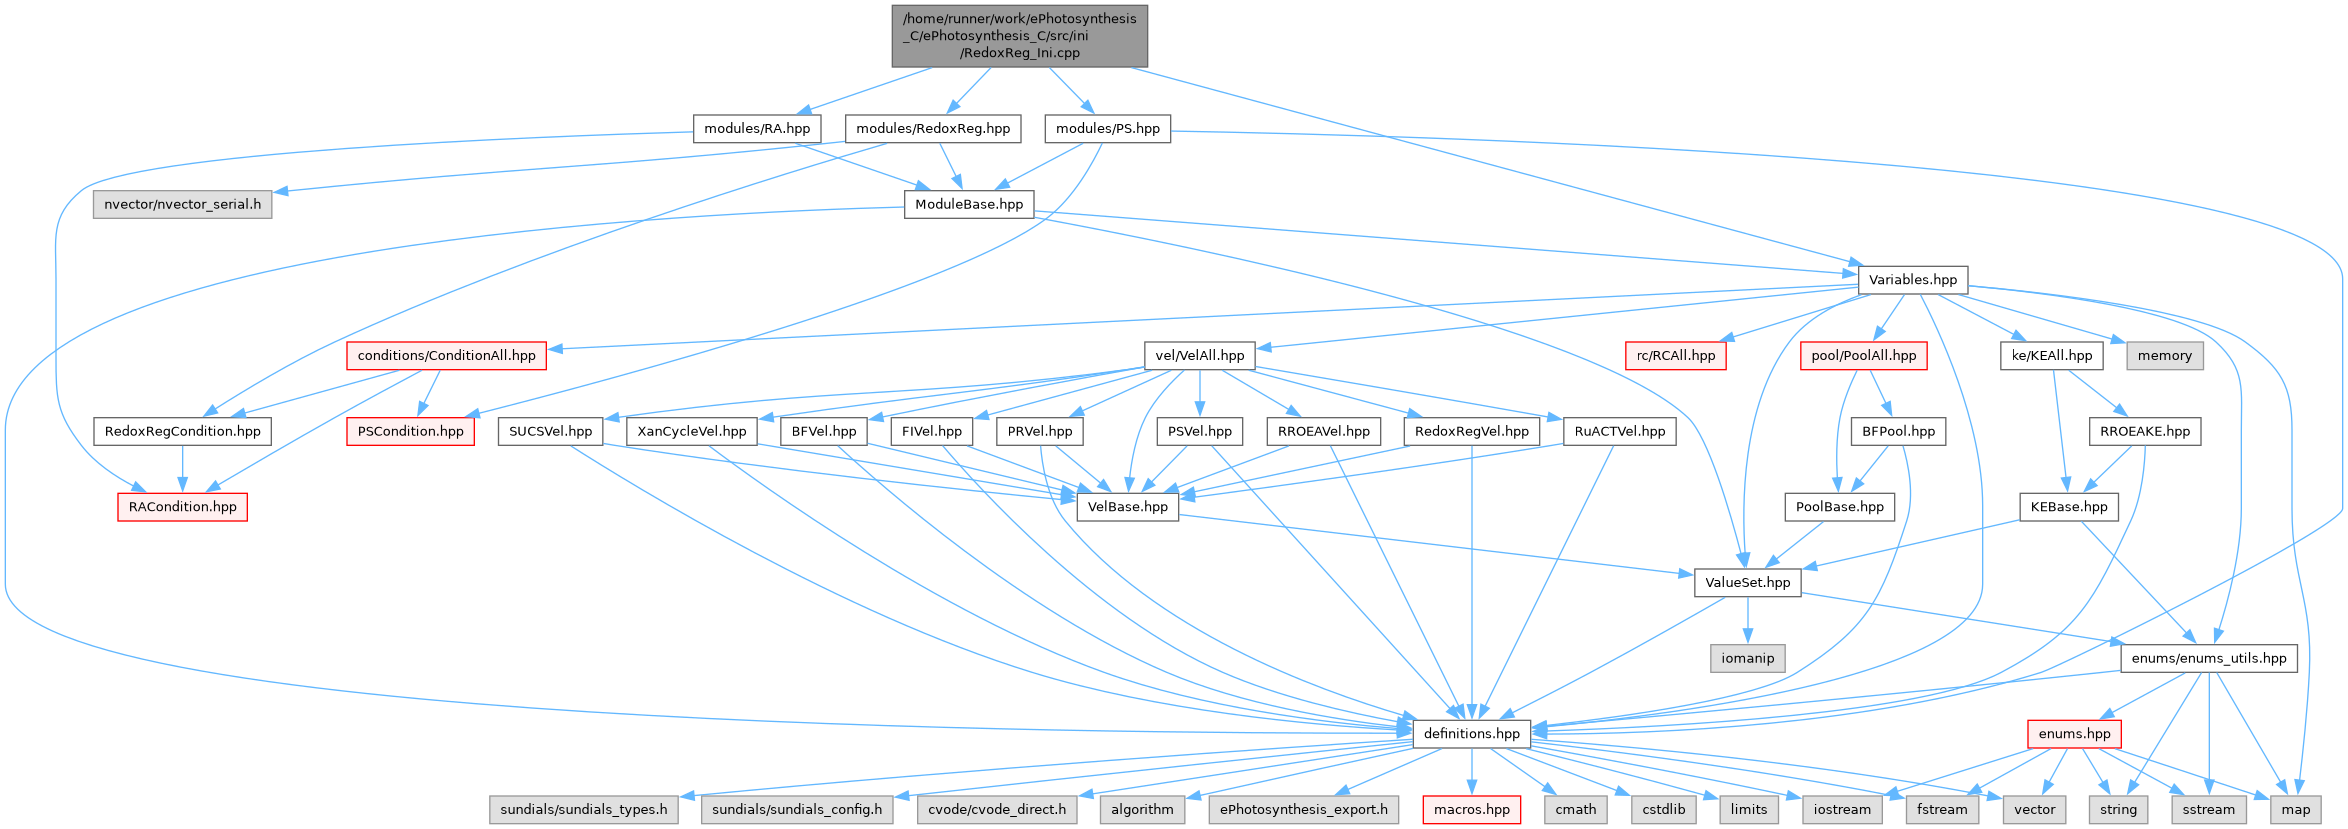 /home/runner/work/ePhotosynthesis
_C/ePhotosynthesis_C/src/ini
/RedoxReg_Ini.cpp
modules/RA.hpp
modules/RedoxReg.hpp
modules/PS.hpp
nvector/nvector_serial.h
ModuleBase.hpp
Variables.hpp
conditions/ConditionAll.hpp
vel/VelAll.hpp
rc/RCAll.hpp
pool/PoolAll.hpp
ke/KEAll.hpp
memory
RedoxRegCondition.hpp
PSCondition.hpp
SUCSVel.hpp
XanCycleVel.hpp
BFVel.hpp
FIVel.hpp
PRVel.hpp
PSVel.hpp
RROEAVel.hpp
RedoxRegVel.hpp
RuACTVel.hpp
BFPool.hpp
RROEAKE.hpp
RACondition.hpp
VelBase.hpp
PoolBase.hpp
KEBase.hpp
ValueSet.hpp
iomanip
enums/enums_utils.hpp
definitions.hpp
enums.hpp
sundials/sundials_types.h
sundials/sundials_config.h
cvode/cvode_direct.h
algorithm
ePhotosynthesis_export.h
macros.hpp
cmath
cstdlib
limits
iostream
fstream
vector
string
sstream
map